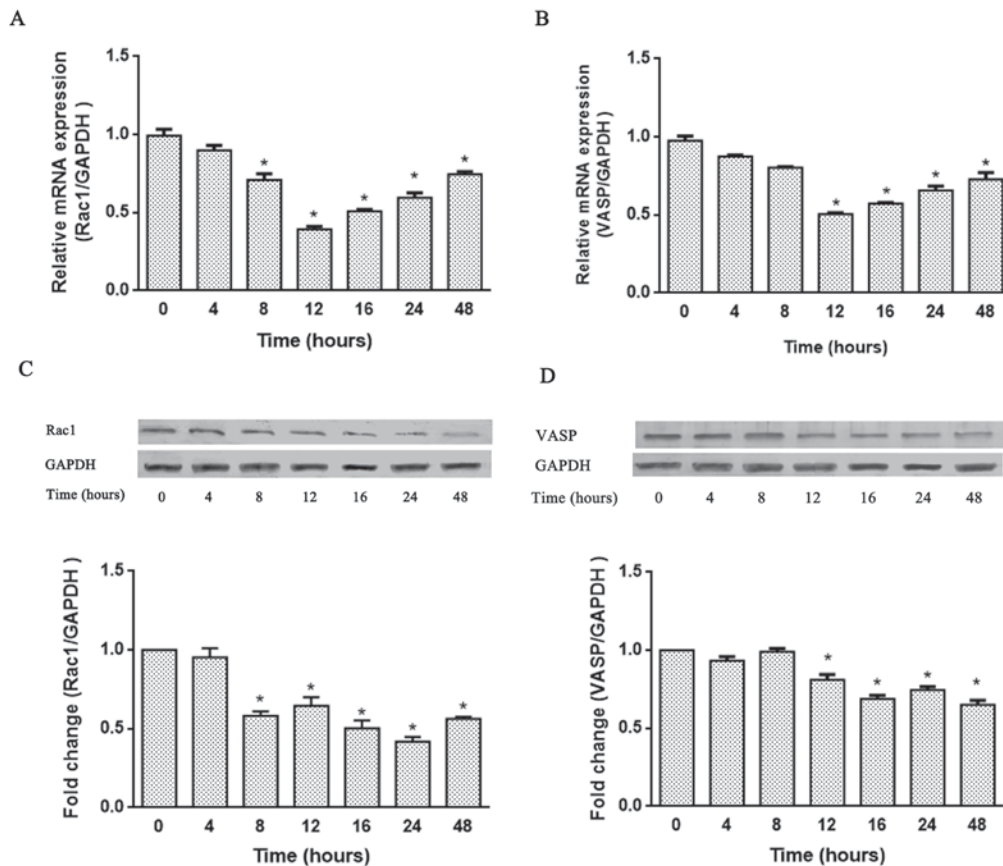 A
Relative mRNA expression
(Rac1/GAPDH )
1.5
1.0
0.5
0.0
*
*
*
*
*
0 4 8 12 16 24 48
Time (hours)
B
Relative mRNA expression
(VASP/GAPDH )
1.5
1.0
0.5
0.0
*
*
*
*
0 4 8 12 16 24 48
Time (hours)
C
Rac1
GAPDH
Time (hours) 0 4 8 12 16 24 48
Fold change (Rac1/GAPDH )
1.5
1.0
0.5
0.0
*
*
*
*
*
0 4 8 12 16 24 48
Time (hours)
D
VASP
GAPDH
Time (hours) 0 4 8 12 16 24 48
Fold change (VASP/GAPDH )
1.5
1.0
0.5
0.0
*
*
*
*
0 4 8 12 16 24 48
Time (hours)